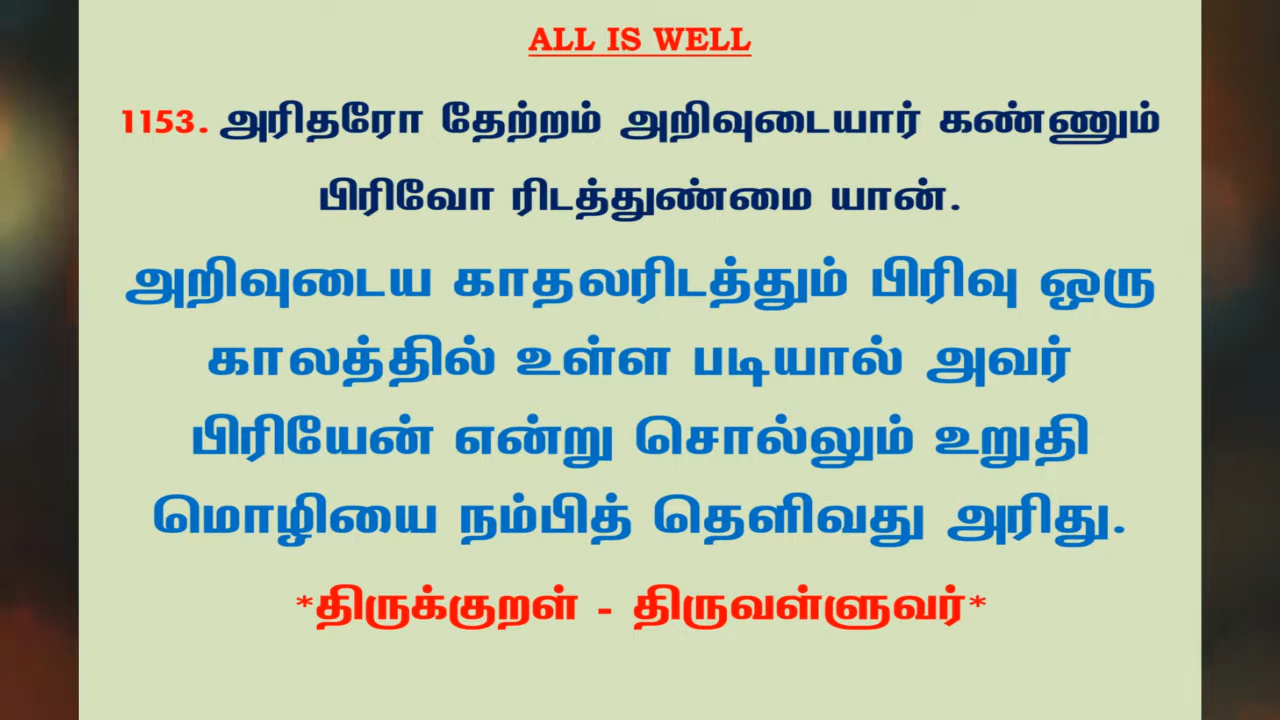 ALL IS WELL
1153. அரிதரோ தேற்றம் அறிவுடையார் கண்ணும்
பிரிவோ ரிடத்துண்மை யான்.
அறிவுடைய காதலரிடத்தும் பிரிவு ஒரு
காலத்தில் உள்ள படியால் அவர்
பிரியேன் என்று சொல்லும் உறுதி
மொழியை நம்பித் தெளிவது அரிது.
*திருக்குறள் - திருவள்ளுவர்*